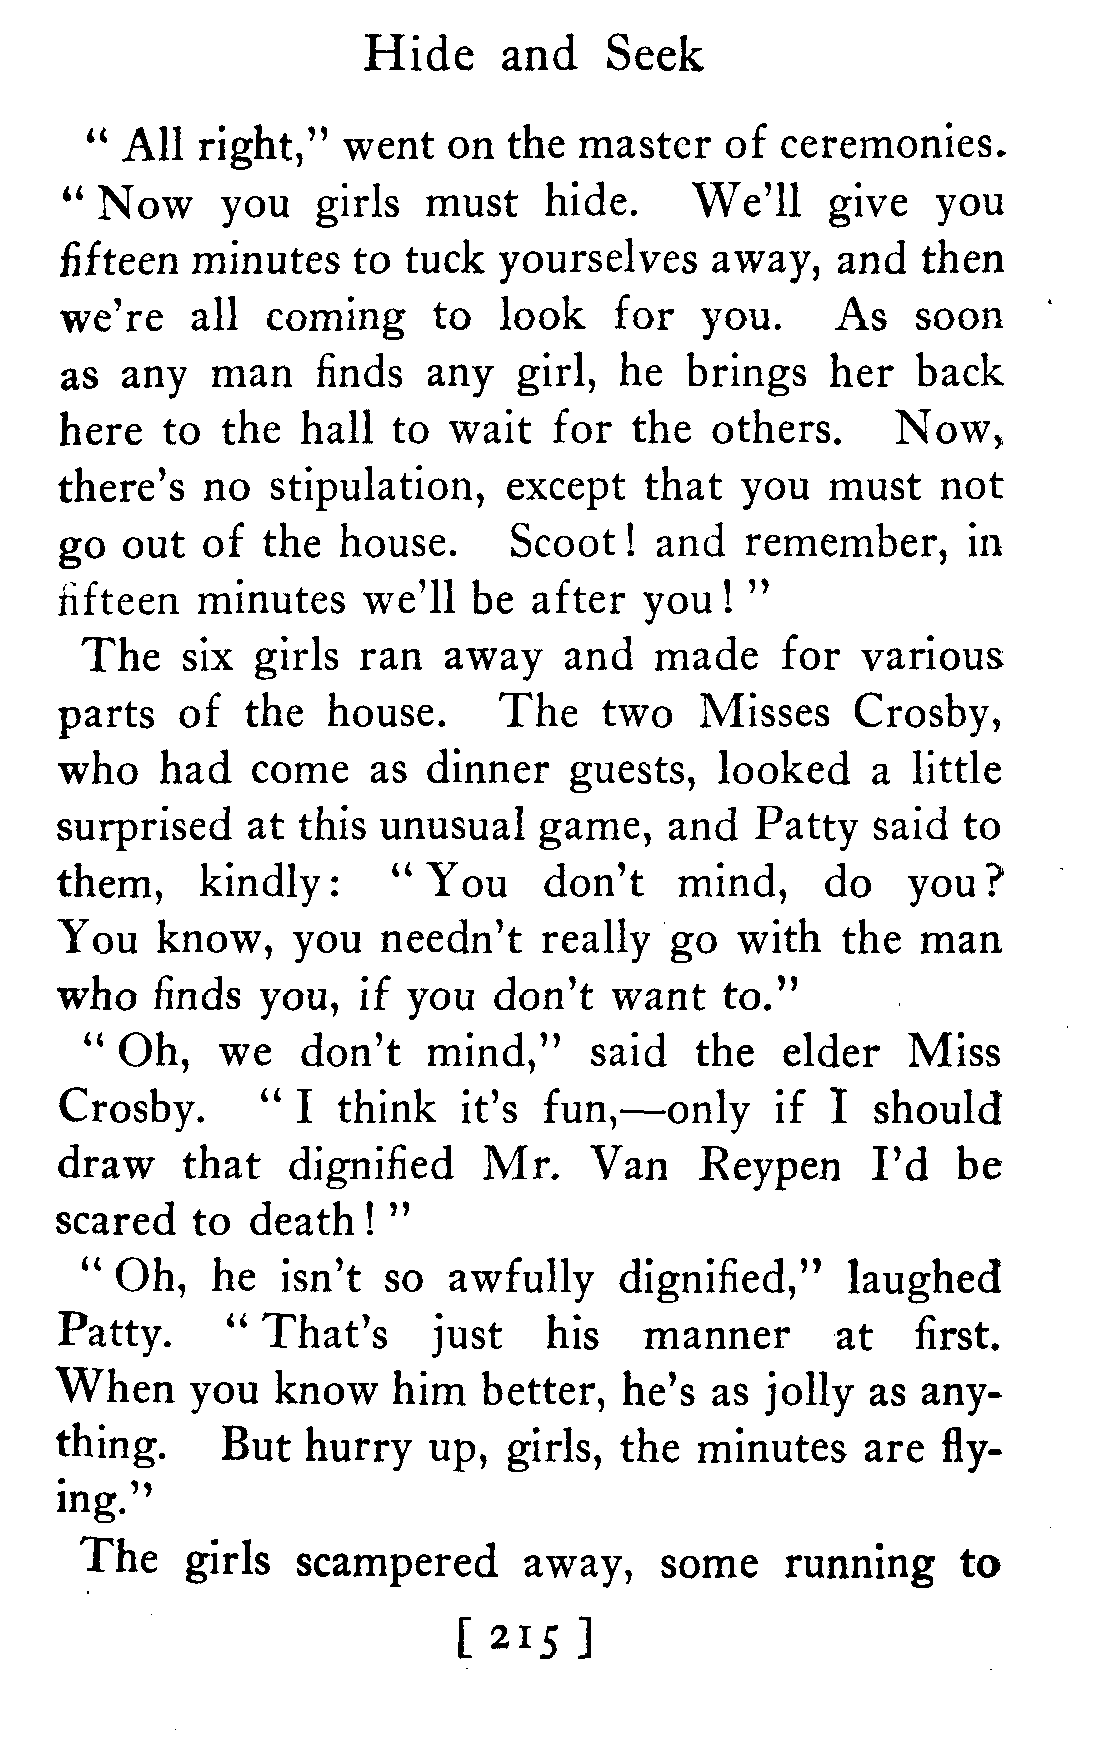 Hide and Seek
“ All right,” went on the master of ceremonies.
“ Now you girls must hide. We’ll give you
fifteen minutes to tuck yourselves away, and then
we’re all coming to look for you. As soon
as any man finds any girl, he brings her back
here to the hall to wait for the others. Now,
there’s no stipulation, except that you must not
go out of the house. Scoot! and remember, in
fifteen minutes we’ll be after you! ”
The six girls ran away and made for various
parts of the house. The two Misses Crosby,
who had come as dinner guests, looked a little
surprised at this unusual game, and Patty said to
them, kindly: “ You don’t mind, do you?
You know, you needn’t really go with the man
who finds you, if you don’t want to.”
“ Oh, we don’t mind,” said the elder Miss
Crosby. “ I think it’s fun,—only if I should
draw that dignified Mr. Van Reypen I’d be
scared to death! ”
“ Oh, he isn’t so awfully dignified,” laughed
Patty. “ That’s just his manner at first.
When you know him better, he’s as jolly as any-
thing. But hurry up, girls, the minutes are fly-
ing.”
The girls scampered away, some running to
[ 215 ]